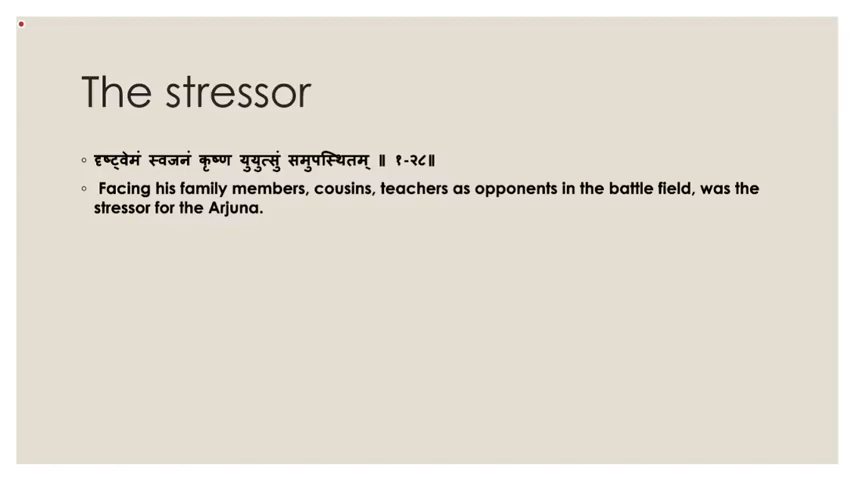 The stressor
◦ दृष्ट्वेमं स्वजनं कृष्ण युयुत्सुं समुपस्थितम् ॥ १-२८॥
◦ Facing his family members, cousins, teachers as opponents in the battle field, was the
stressor for the Arjuna.